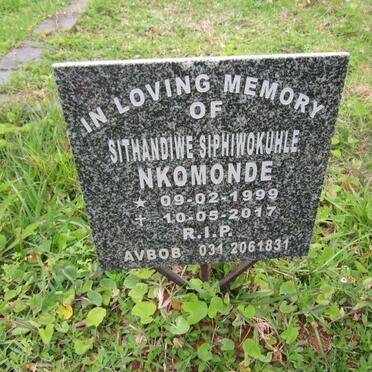 IN LOVING MEMORY
OF
SITHANDIWE SIPHIWOKUHLE
NKOMONDE
★ 09-02-1999
✝ 10-05-2017
R.I.P.
AVBOB 031 2061831